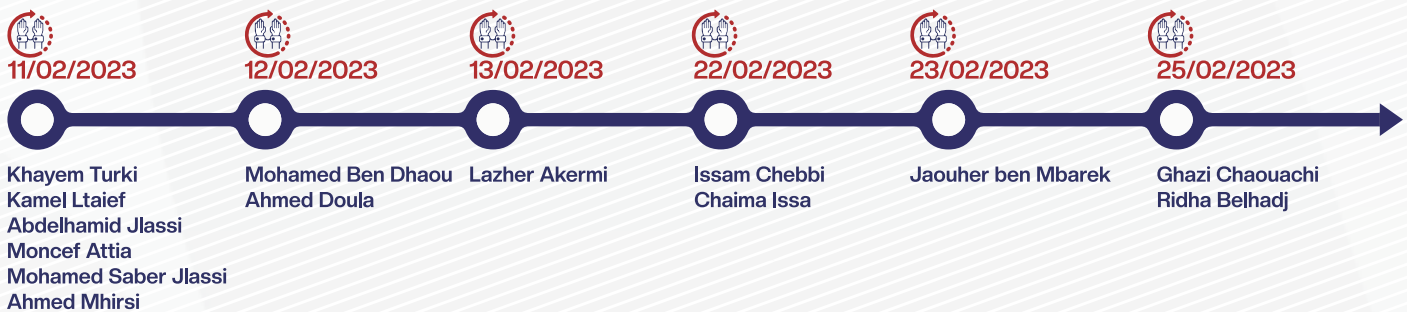 11/02/2023
Khayem Turki
Kamel Ltaief
Abdelhamid Jlassi
Moncef Attia
Mohamed Saber Jlassi
Ahmed Mhirsi
12/02/2023
Mohamed Ben Dhaou
Ahmed Doula
13/02/2023
Lazher Akermi
22/02/2023
Issam Chebbi
Chaima Issa
23/02/2023
Jaouher ben Mbarek
25/02/2023
Ghazi Chaouachi
Ridha Belhadj